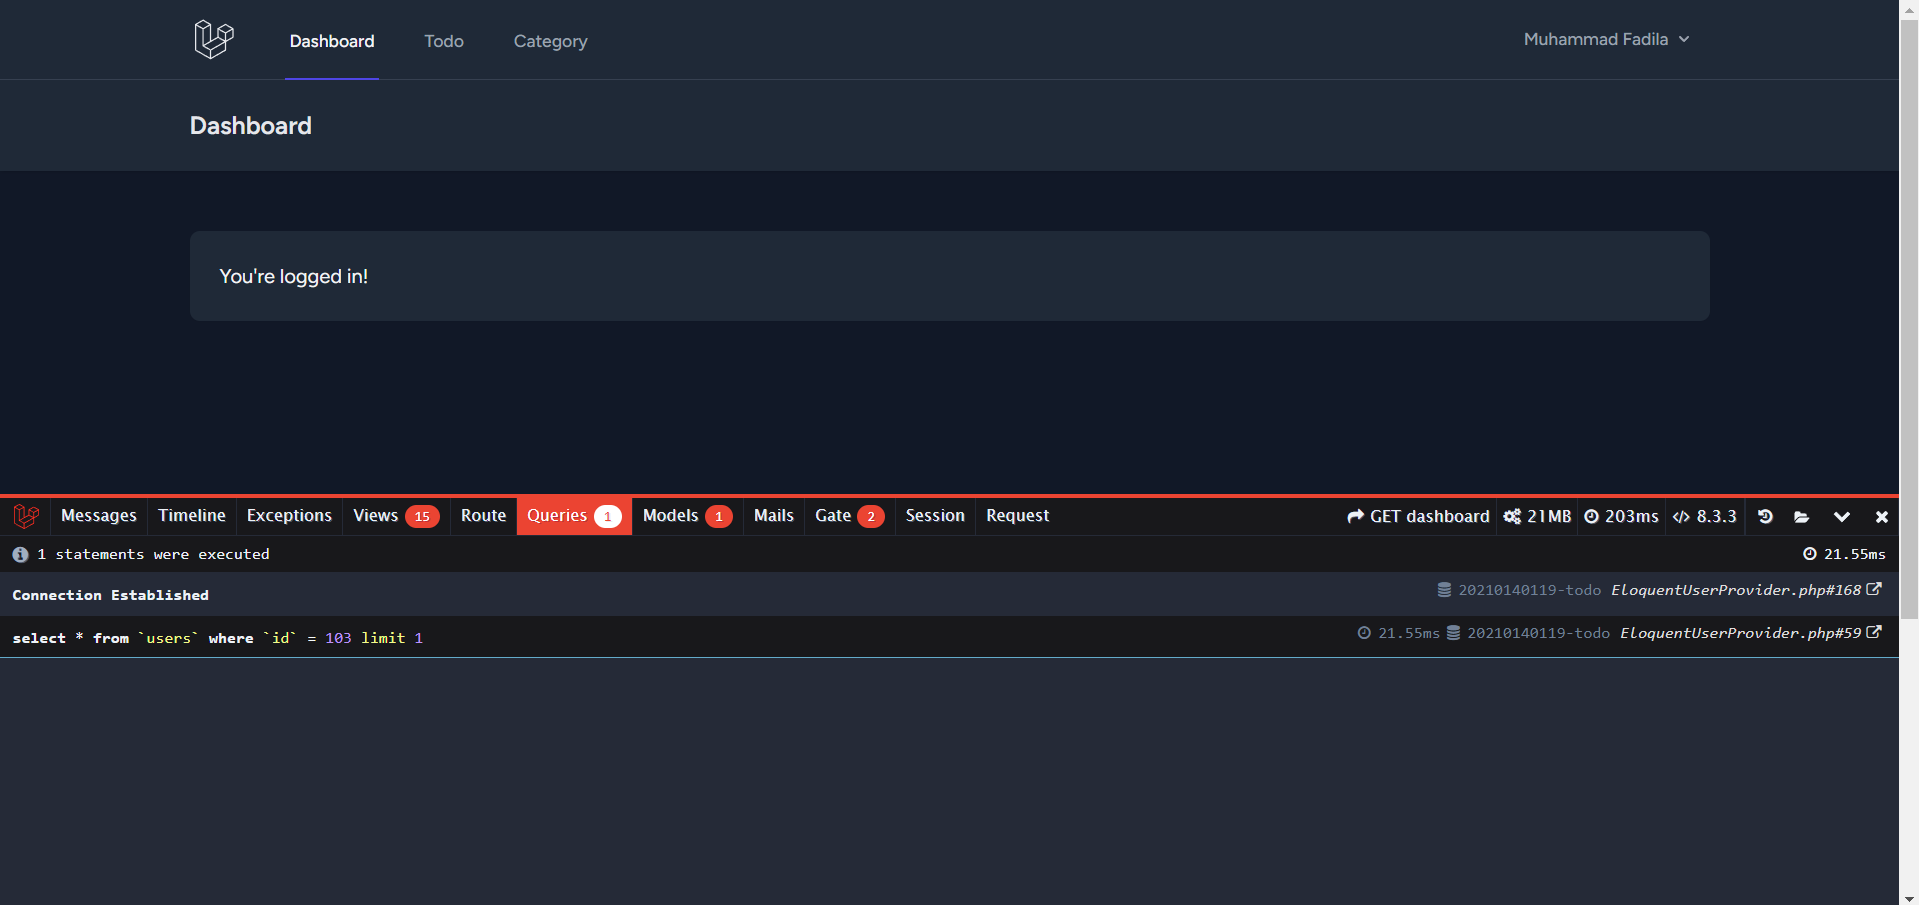 Dashboard Todo Category Muhammad Fadila
Dashboard
You're logged in!
Messages Timeline Exceptions Views 15 Route Queries 1 Models 1 Mails Gate 2 Session Request GET dashboard 21MB 203ms 8.3.3
1 statements were executed 21.55ms
Connection Established 20210140119-todo EloquentUserProvider.php#168
select * from `users` where `id` = 103 limit 1 21.55ms 20210140119-todo EloquentUserProvider.php#59